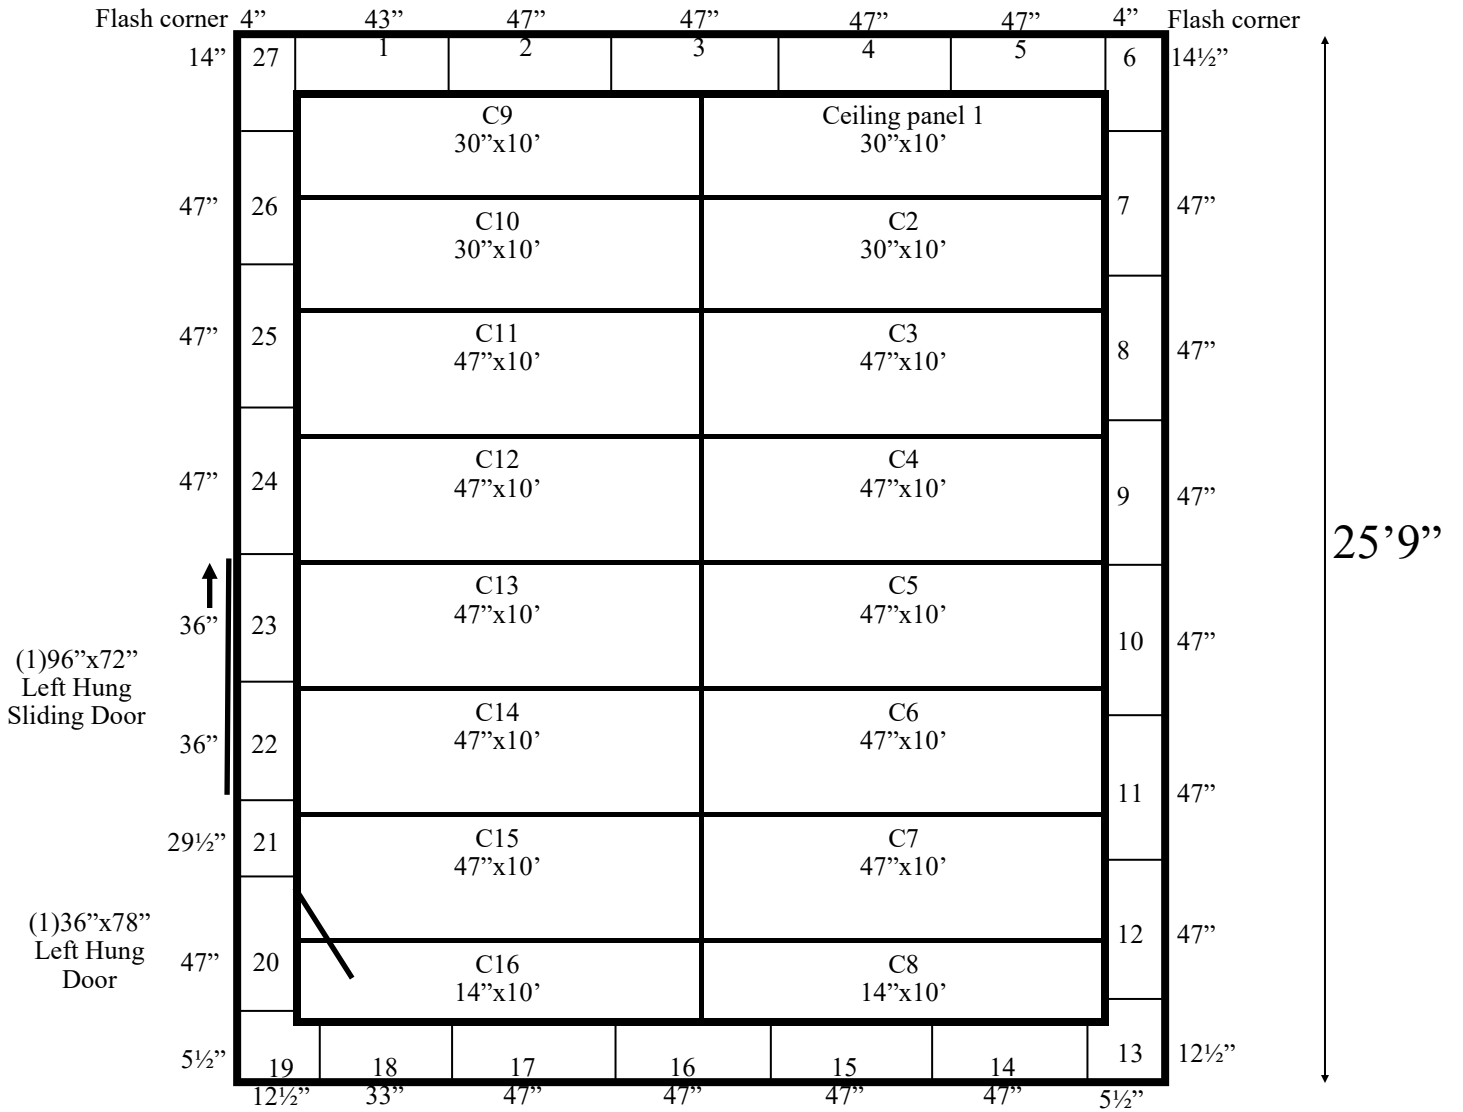 Flash corner 4” 43” 47” 47” 47” 47” 4” Flash corner
14” 27 1 2 3 4 5 6 14½”
C9 Ceiling panel 1
30”x10’ 30”x10’
47” 26 7 47”
C10 C2
30”x10’ 30”x10’
47” 25 8 47”
C11 C3
47”x10’ 47”x10’
C12 C4
47” 24 47”x10’ 47”x10’ 9 47”
25’9”
C13 C5
47”x10’ 47”x10’
36” 23 10 47”
(1)96”x72”
Left Hung
Sliding Door
C14 C6
36” 22 47”x10’ 47”x10’
11 47”
29½” 21 C15 C7
47”x10’ 47”x10’
(1)36”x78”
Left Hung
Door
12 47”
47” 20 C16 C8
14”x10’ 14”x10’
5½” 19 18 17 16 15 14 13 12½”
12½” 33” 47” 47” 47” 47” 5½”